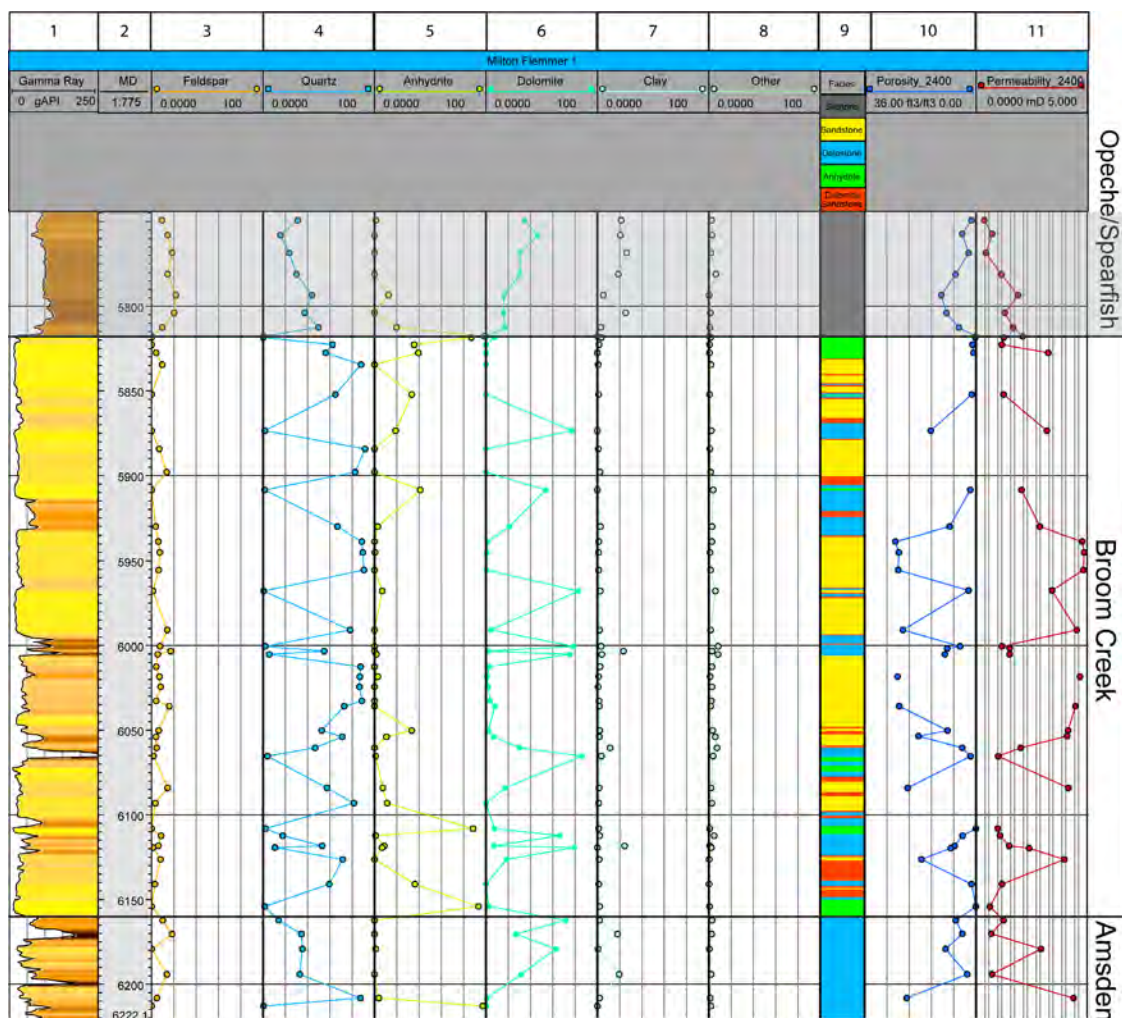 1 2 3 4 5 6 7 8 9 10 11
Milton Flemmer 1
Gamma Ray MD Feldspar Quartz Anhydrite Dolomite Clay Other Facies Porosity_2400 Permeability_2400
0 gAPI 250 1:775 0.0000 100 0.0000 100 0.0000 100 0.0000 100 0.0000 100 0.0000 100 36.00 ft3/ft3 0.00 0.0000 mD 5.000
Sandstone
Dolostone
Anhydrite
Dolomitic
Sandstone
Opeche/Spearfish
5800
5850
5900
5950
Broom Creek
6000
6050
6100
6150
Amsden
6200
6222.1